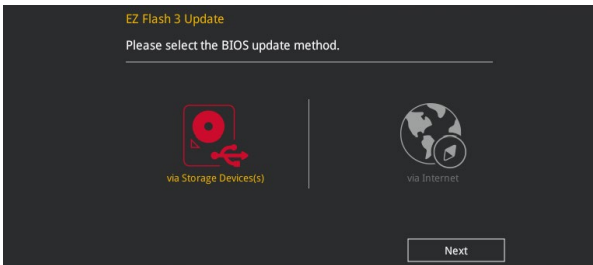 EZ Flash 3 Update
Please select the BIOS update method.
via Storage Devices(s)
via Internet
Next